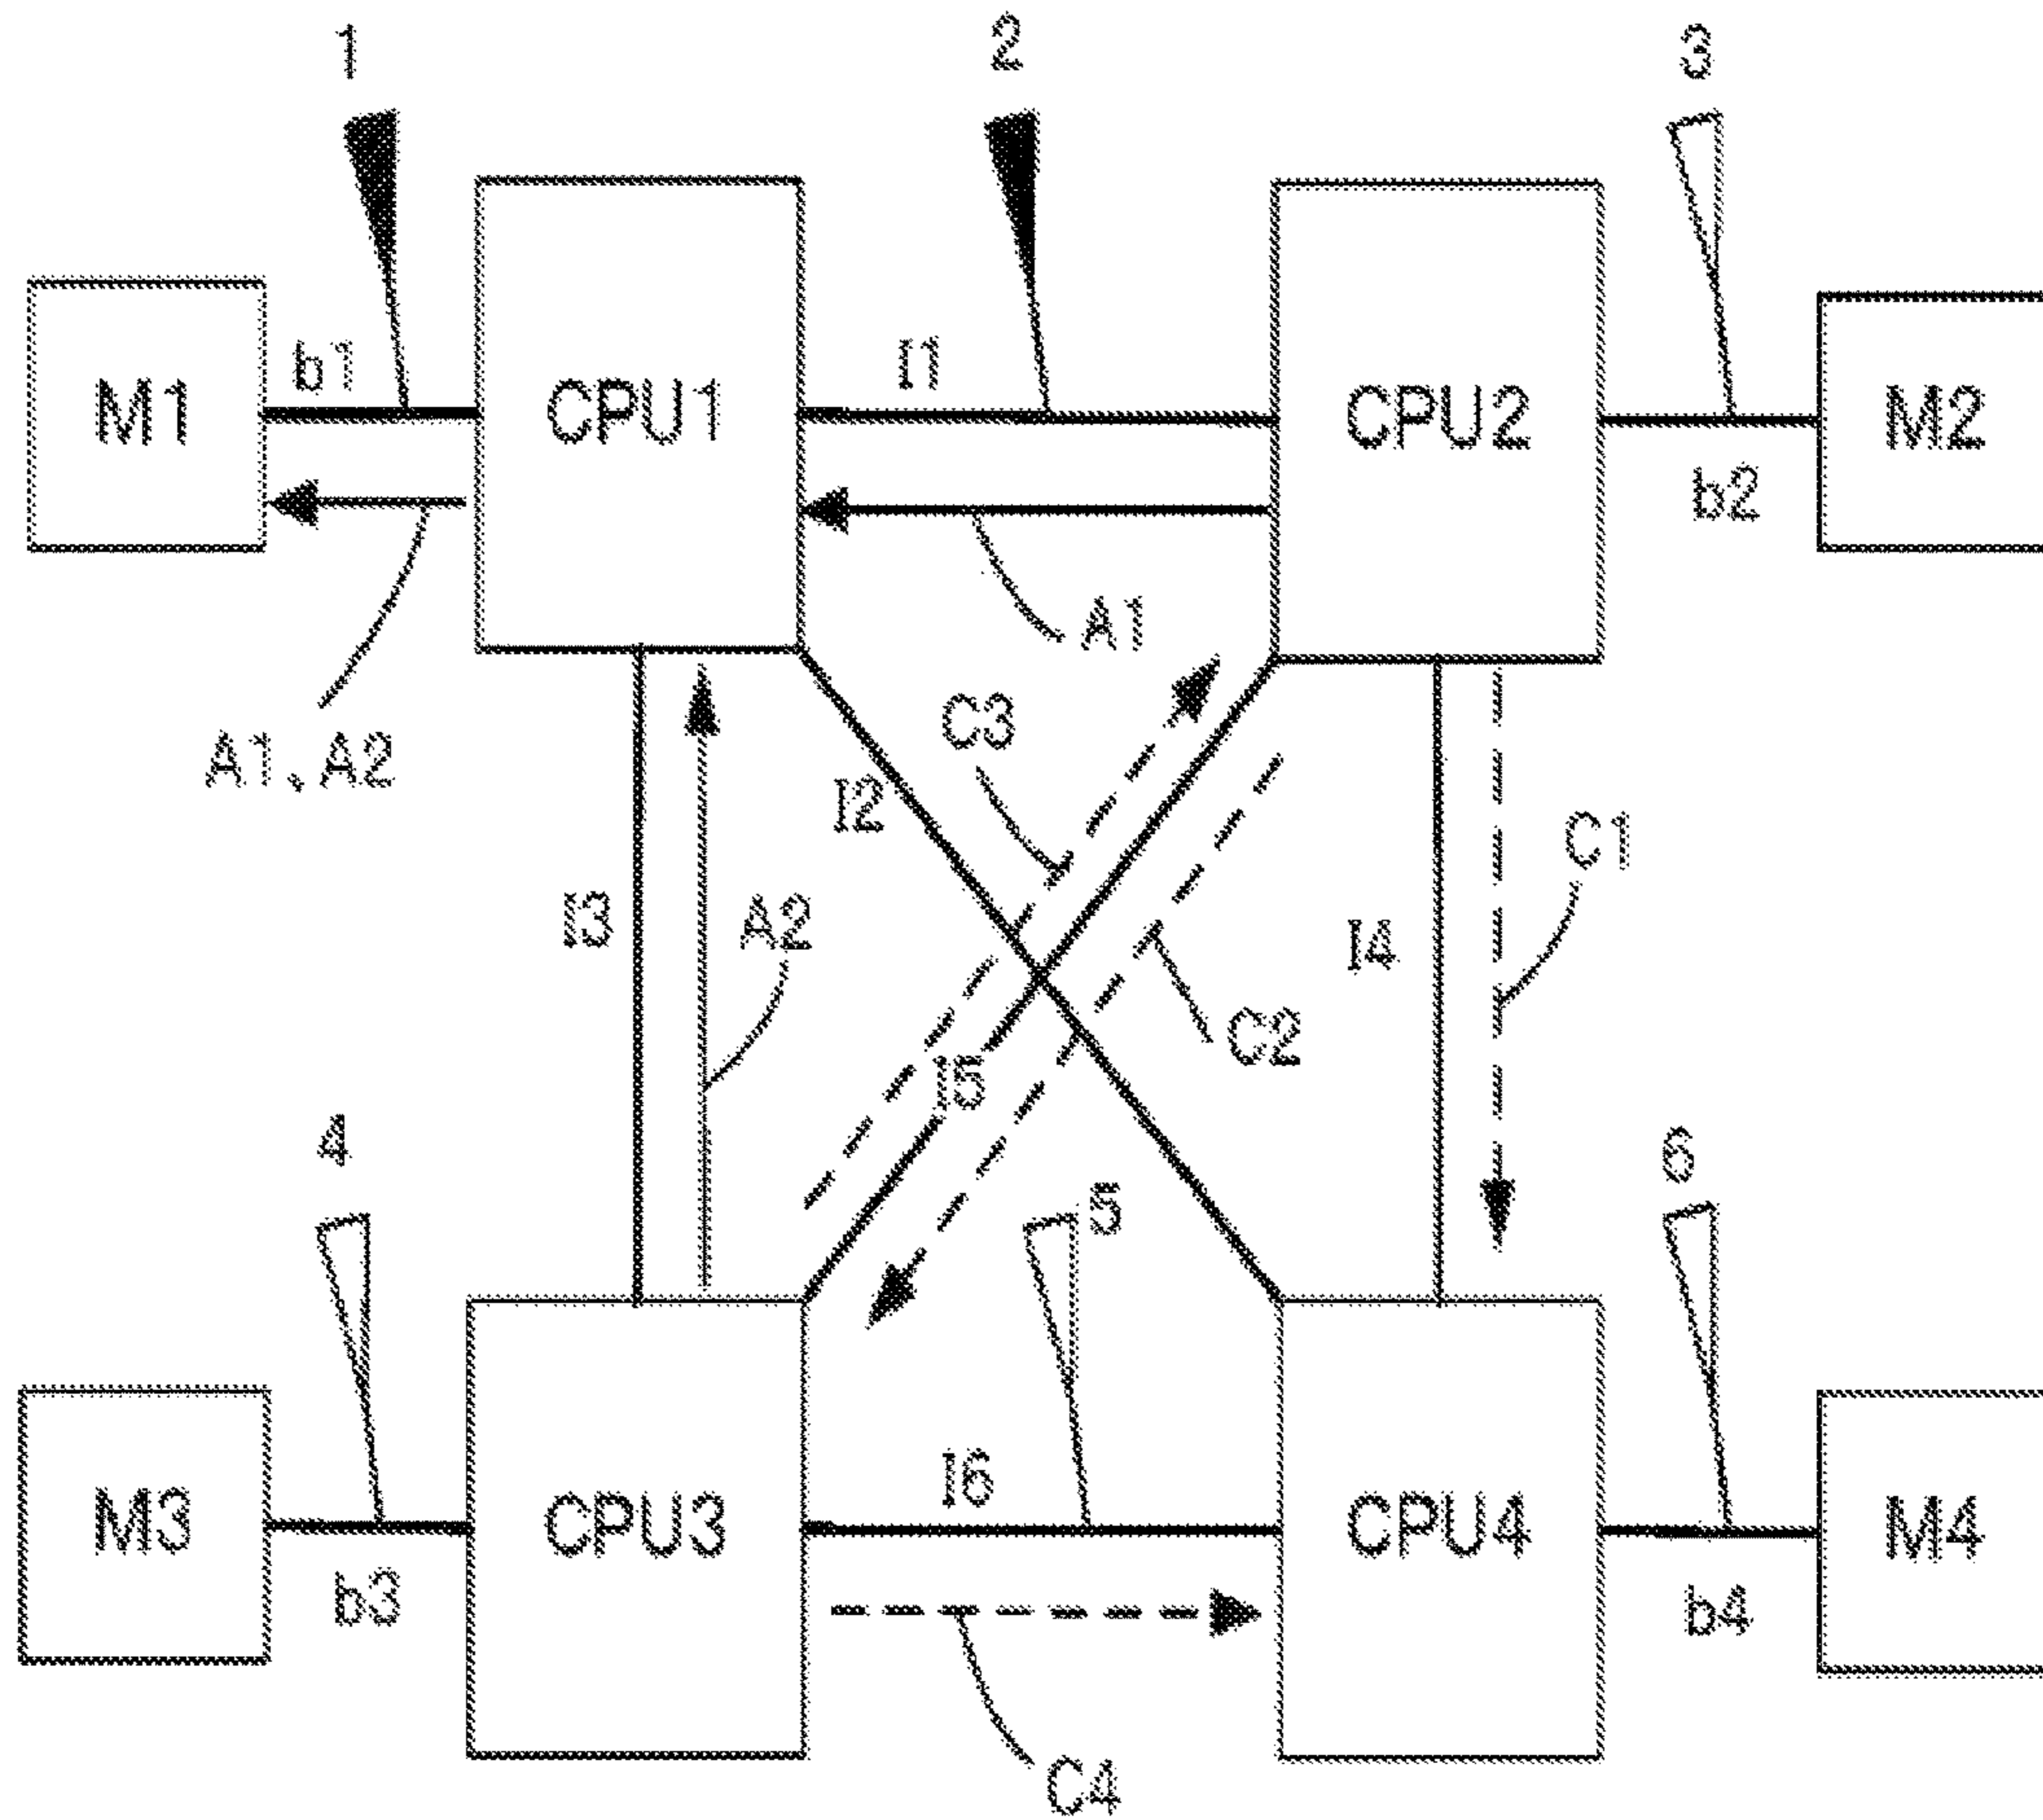 1 2 3
M1 b1 CPU1 I1 CPU2 M2
b2
A1
C3
A1, A2
I2
C1
I3 A2 I4
C2
I5
4 5 6
M3 CPU3 I6 CPU4 M4
b3 b4
C4